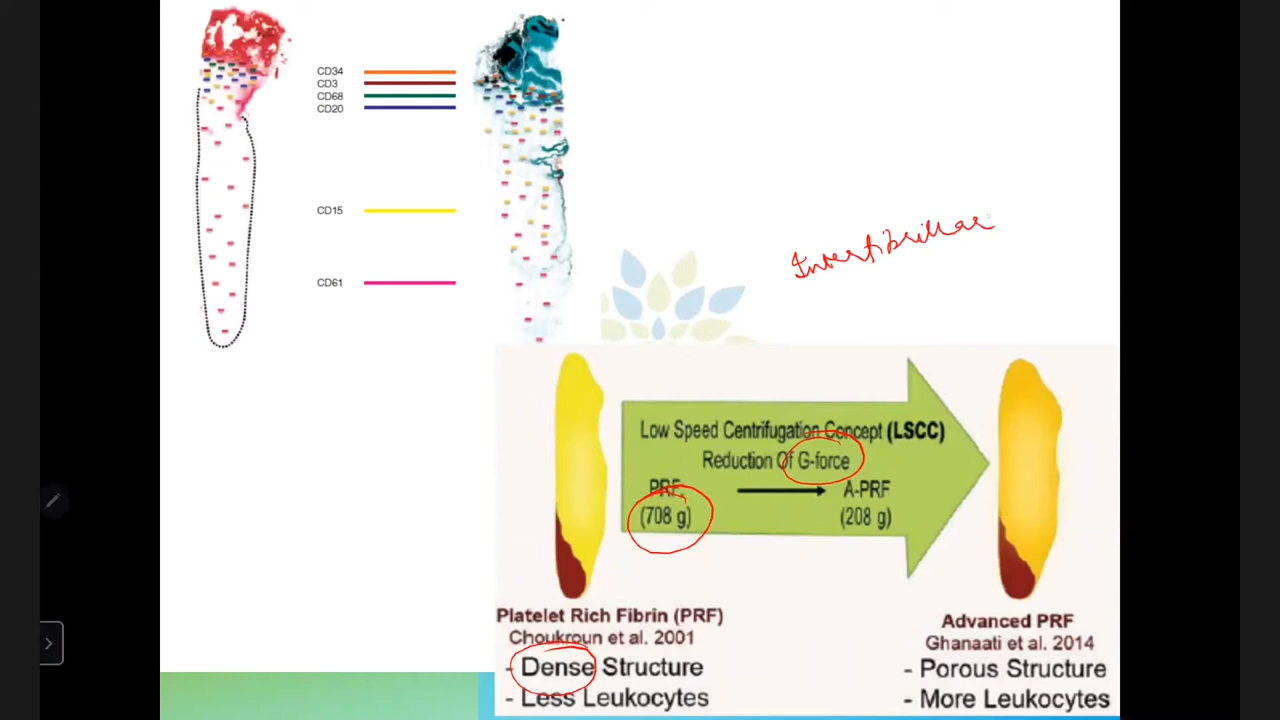 CD34
CD3
CD68
CD20
CD15
CD61
Interfibrillar
Low Speed Centrifugation Concept (LSCC)
Reduction Of G-force
PRF
A-PRF
(708 g)
(208 g)
Platelet Rich Fibrin (PRF)
Choukroun et al. 2001
- Dense Structure
- Less Leukocytes
Advanced PRF
Ghanaati et al. 2014
- Porous Structure
- More Leukocytes